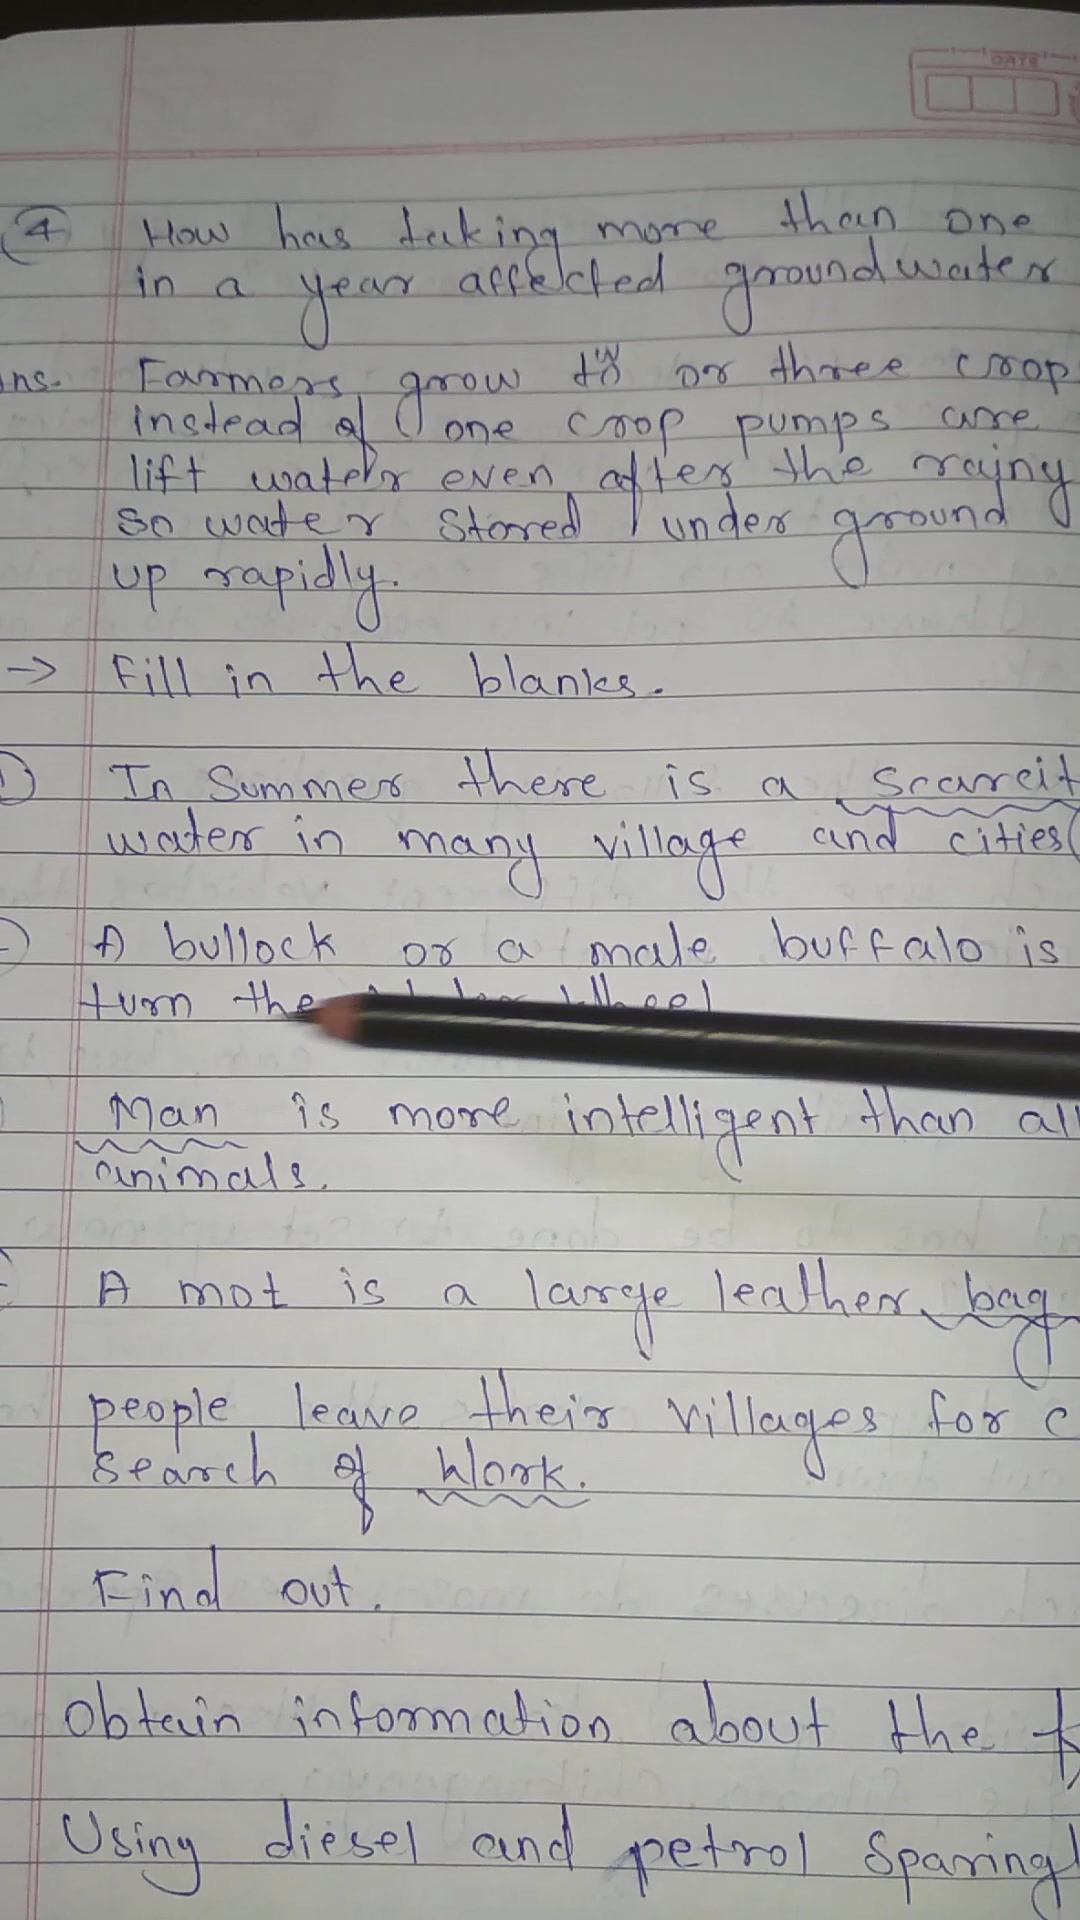 DATE
4 How has taking more than one
in a year affected groundwater
Ans. Farmers grow two or three crop
instead of one crop pumps are
lift water even after the rainy
so water stored under ground
up rapidly.
→ Fill in the blanks.
In Summer there is a scarcit
water in many village and cities
A bullock or a male buffalo is
turn the wheel
Man is more intelligent than all
animals.
A mot is a large leather bag
people leave their villages for
search of work.
Find out.
Obtain information about the
Using diesel and petrol sparingl